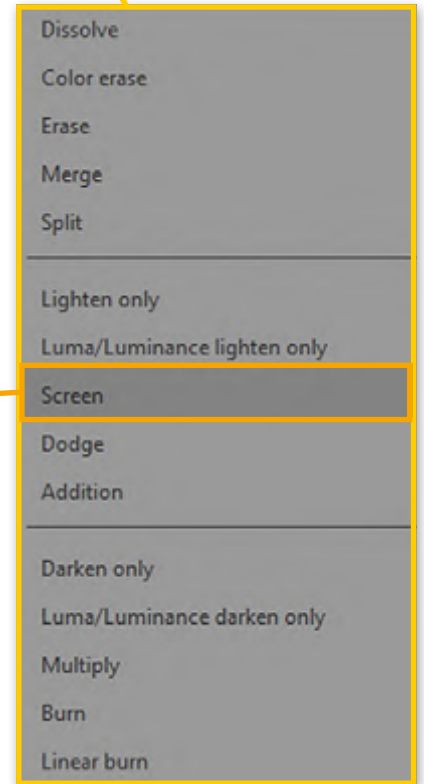 Dissolve
Color erase
Erase
Merge
Split
Lighten only
Luma/Luminance lighten only
Screen
Dodge
Addition
Darken only
Luma/Luminance darken only
Multiply
Burn
Linear burn